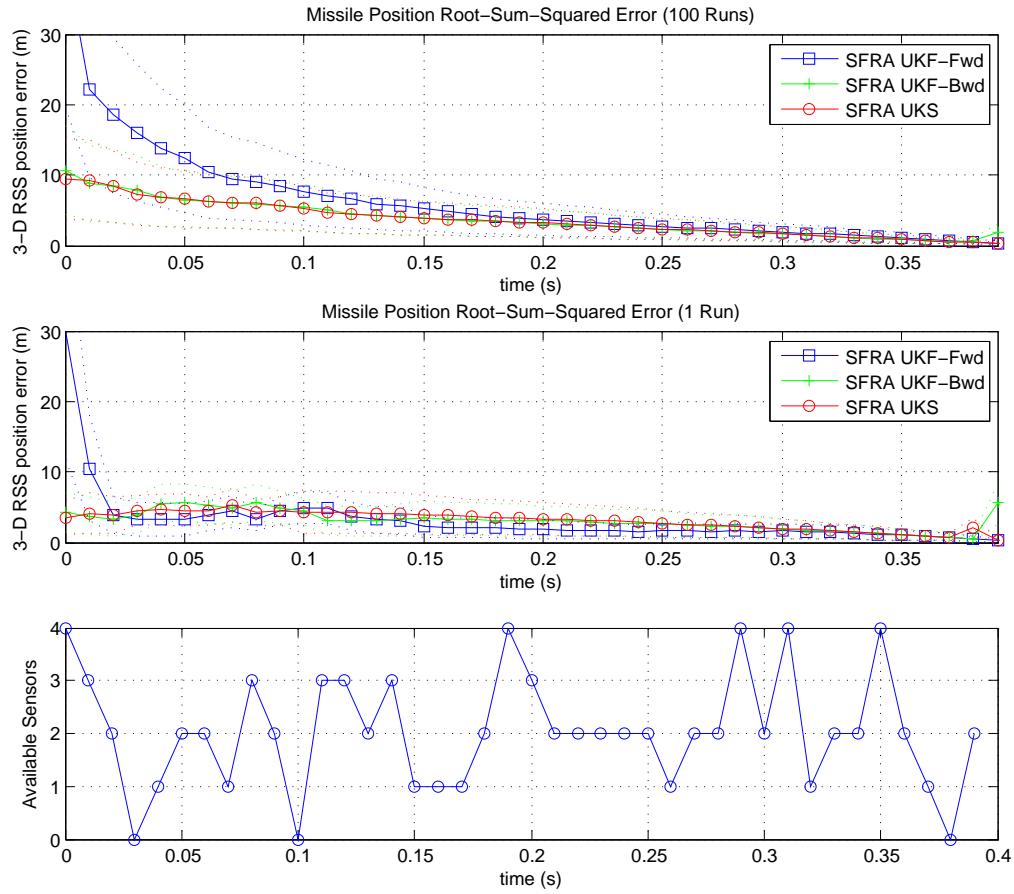 Missile Position Root−Sum−Squared Error (100 Runs)
3−D RSS position error (m)
30
20
10
0
SFRA UKF−Fwd
SFRA UKF−Bwd
SFRA UKS
0 0.05 0.1 0.15 0.2 0.25 0.3 0.35
time (s)
Missile Position Root−Sum−Squared Error (1 Run)
3−D RSS position error (m)
30
20
10
0
SFRA UKF−Fwd
SFRA UKF−Bwd
SFRA UKS
0 0.05 0.1 0.15 0.2 0.25 0.3 0.35
time (s)
Available Sensors
4
3
2
1
0
0 0.05 0.1 0.15 0.2 0.25 0.3 0.35 0.4
time (s)